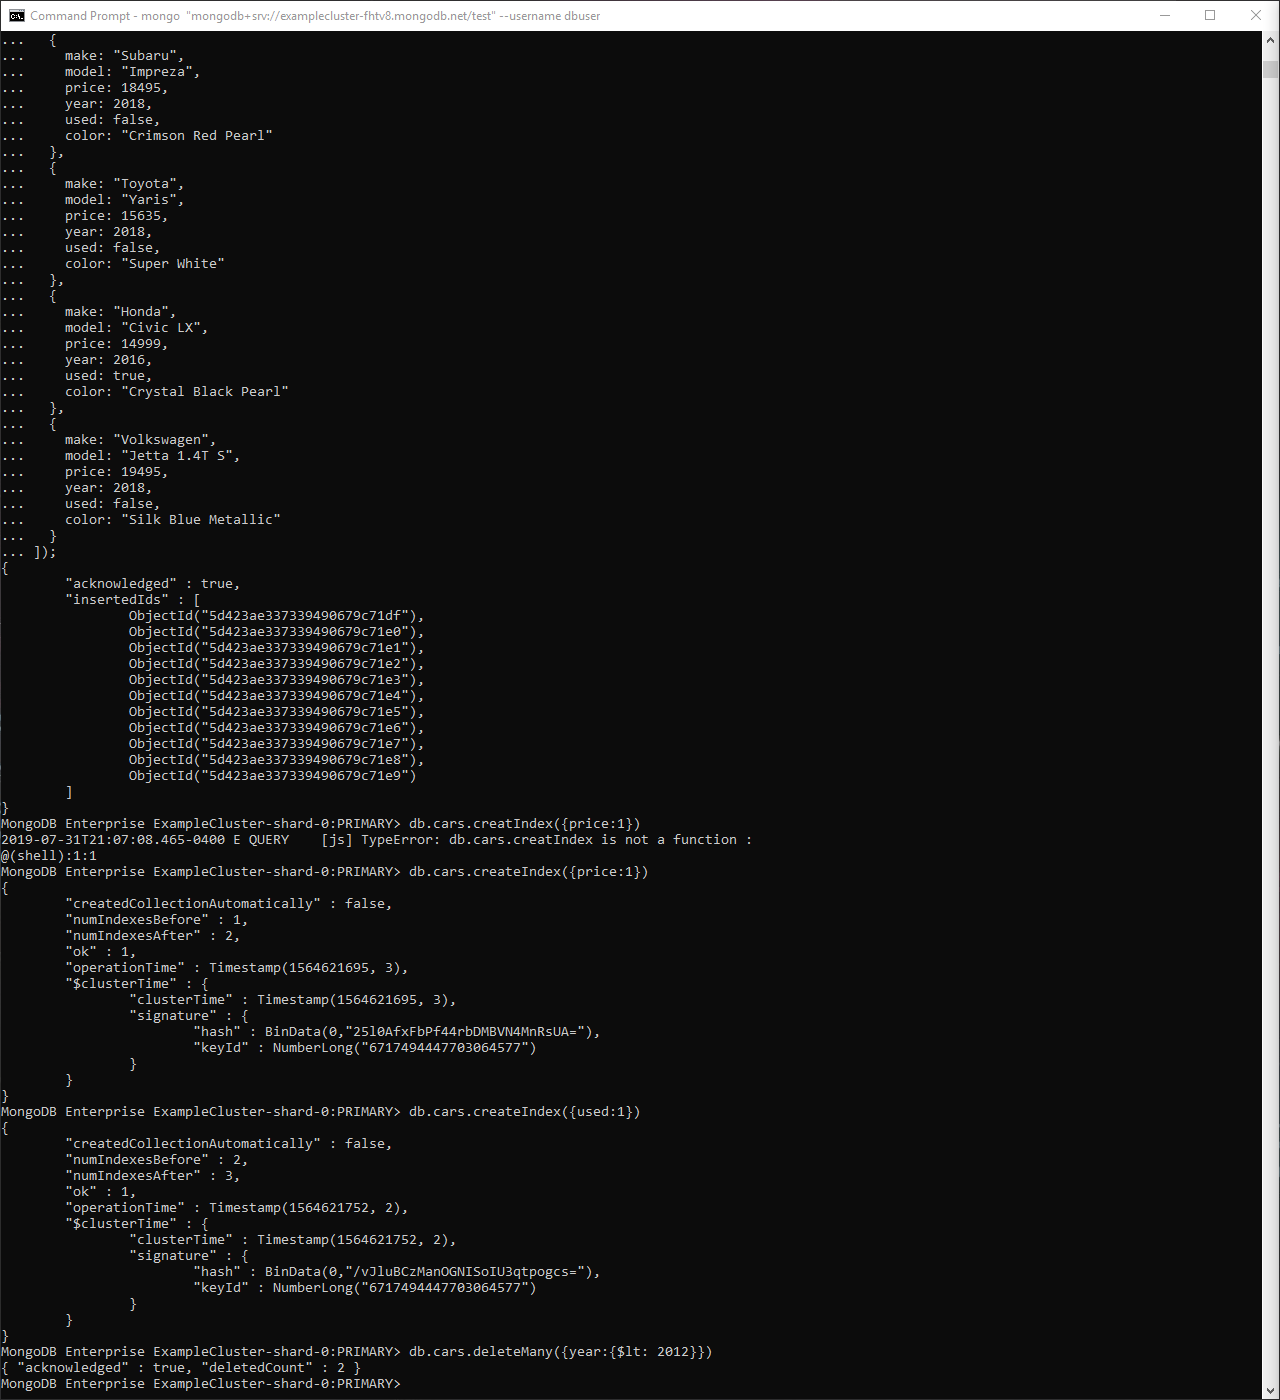 Command Prompt - mongo "mongodb+srv://examplecluster-fhtv8.mongodb.net/test" --username dbuser
...   {
...     make: "Subaru",
...     model: "Impreza",
...     price: 18495,
...     year: 2018,
...     used: false,
...     color: "Crimson Red Pearl"
...   },
...   {
...     make: "Toyota",
...     model: "Yaris",
...     price: 15635,
...     year: 2018,
...     used: false,
...     color: "Super White"
...   },
...   {
...     make: "Honda",
...     model: "Civic LX",
...     price: 14999,
...     year: 2016,
...     used: true,
...     color: "Crystal Black Pearl"
...   },
...   {
...     make: "Volkswagen",
...     model: "Jetta 1.4T S",
...     price: 19495,
...     year: 2018,
...     used: false,
...     color: "Silk Blue Metallic"
...   }
... ]);
{
        "acknowledged" : true,
        "insertedIds" : [
                ObjectId("5d423ae337339490679c71df"),
                ObjectId("5d423ae337339490679c71e0"),
                ObjectId("5d423ae337339490679c71e1"),
                ObjectId("5d423ae337339490679c71e2"),
                ObjectId("5d423ae337339490679c71e3"),
                ObjectId("5d423ae337339490679c71e4"),
                ObjectId("5d423ae337339490679c71e5"),
                ObjectId("5d423ae337339490679c71e6"),
                ObjectId("5d423ae337339490679c71e7"),
                ObjectId("5d423ae337339490679c71e8"),
                ObjectId("5d423ae337339490679c71e9")
        ]
}
MongoDB Enterprise ExampleCluster-shard-0:PRIMARY> db.cars.creatIndex({price:1})
2019-07-31T21:07:08.465-0400 E QUERY    [js] TypeError: db.cars.creatIndex is not a function :
@(shell):1:1
MongoDB Enterprise ExampleCluster-shard-0:PRIMARY> db.cars.createIndex({price:1})
{
        "createdCollectionAutomatically" : false,
        "numIndexesBefore" : 1,
        "numIndexesAfter" : 2,
        "ok" : 1,
        "operationTime" : Timestamp(1564621695, 3),
        "$clusterTime" : {
                "clusterTime" : Timestamp(1564621695, 3),
                "signature" : {
                        "hash" : BinData(0,"25l0AfxFbPf44rbDMBVN4MnRsUA="),
                        "keyId" : NumberLong("6717494447703064577")
                }
        }
}
MongoDB Enterprise ExampleCluster-shard-0:PRIMARY> db.cars.createIndex({used:1})
{
        "createdCollectionAutomatically" : false,
        "numIndexesBefore" : 2,
        "numIndexesAfter" : 3,
        "ok" : 1,
        "operationTime" : Timestamp(1564621752, 2),
        "$clusterTime" : {
                "clusterTime" : Timestamp(1564621752, 2),
                "signature" : {
                        "hash" : BinData(0,"/vJluBCzManOGNISoIU3qtpogcs="),
                        "keyId" : NumberLong("6717494447703064577")
                }
        }
}
MongoDB Enterprise ExampleCluster-shard-0:PRIMARY> db.cars.deleteMany({year:{$lt: 2012}})
{ "acknowledged" : true, "deletedCount" : 2 }
MongoDB Enterprise ExampleCluster-shard-0:PRIMARY>